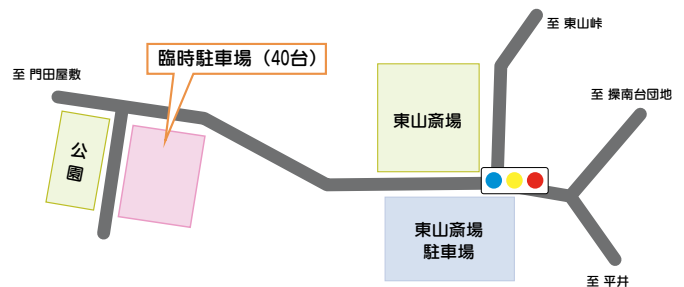 至 東山峠
臨時駐車場（40台）
至 門田屋敷
至 操南台団地
東山斎場
公
園
東山斎場
駐車場
至 平井